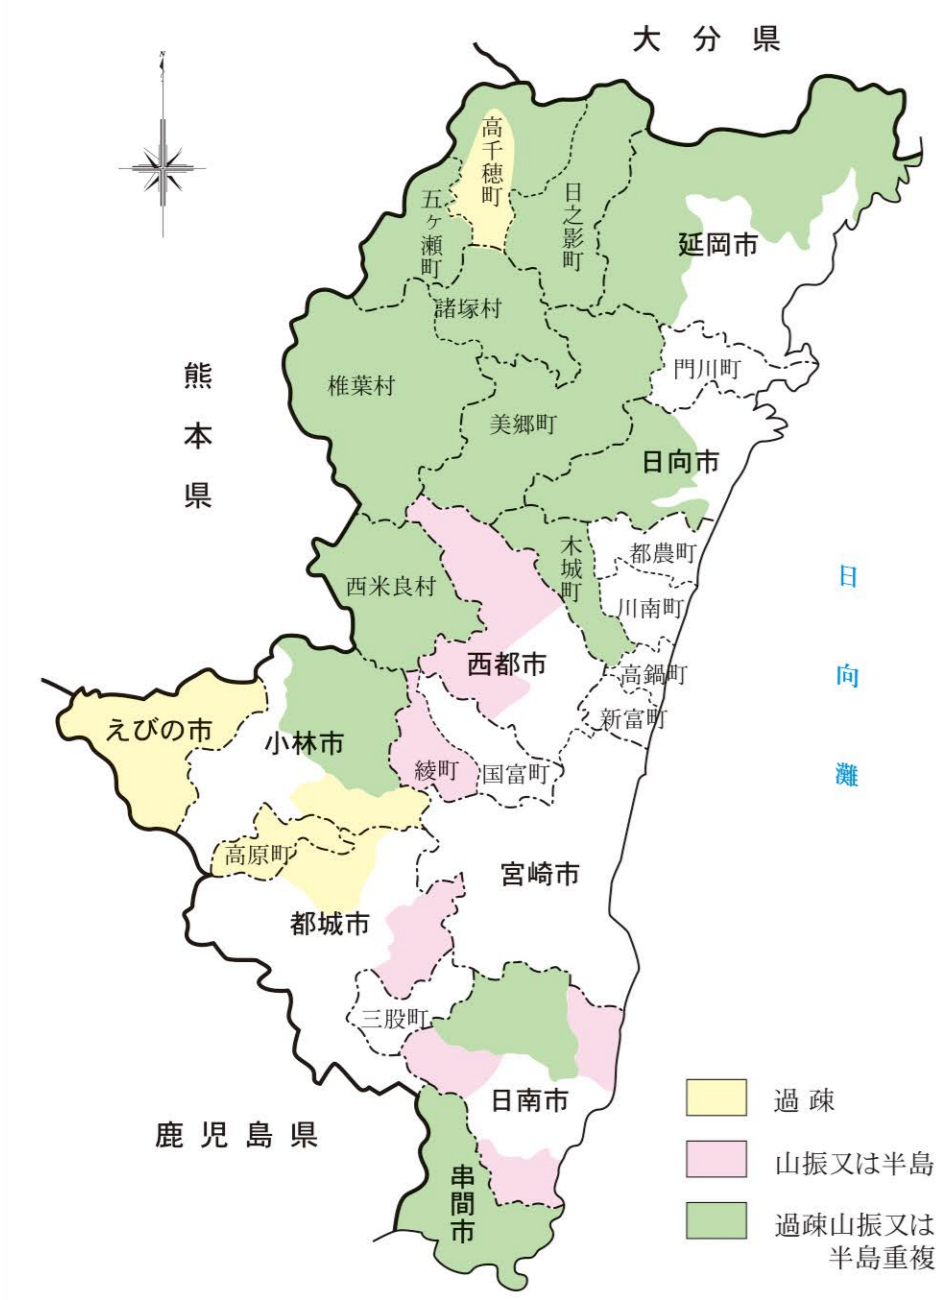 大分県
N
高千穂町
日之影町
五ヶ瀬町
延岡市
諸塚村
門川町
熊本県
椎葉村
美郷町
日向市
木城町
都農町
西米良村
川南町
日向灘
西都市
高鍋町
新富町
えびの市
小林市
綾町
国富町
高原町
宮崎市
都城市
三股町
日南市
鹿児島県
串間市
過疎
山振又は半島
過疎山振又は
半島重複